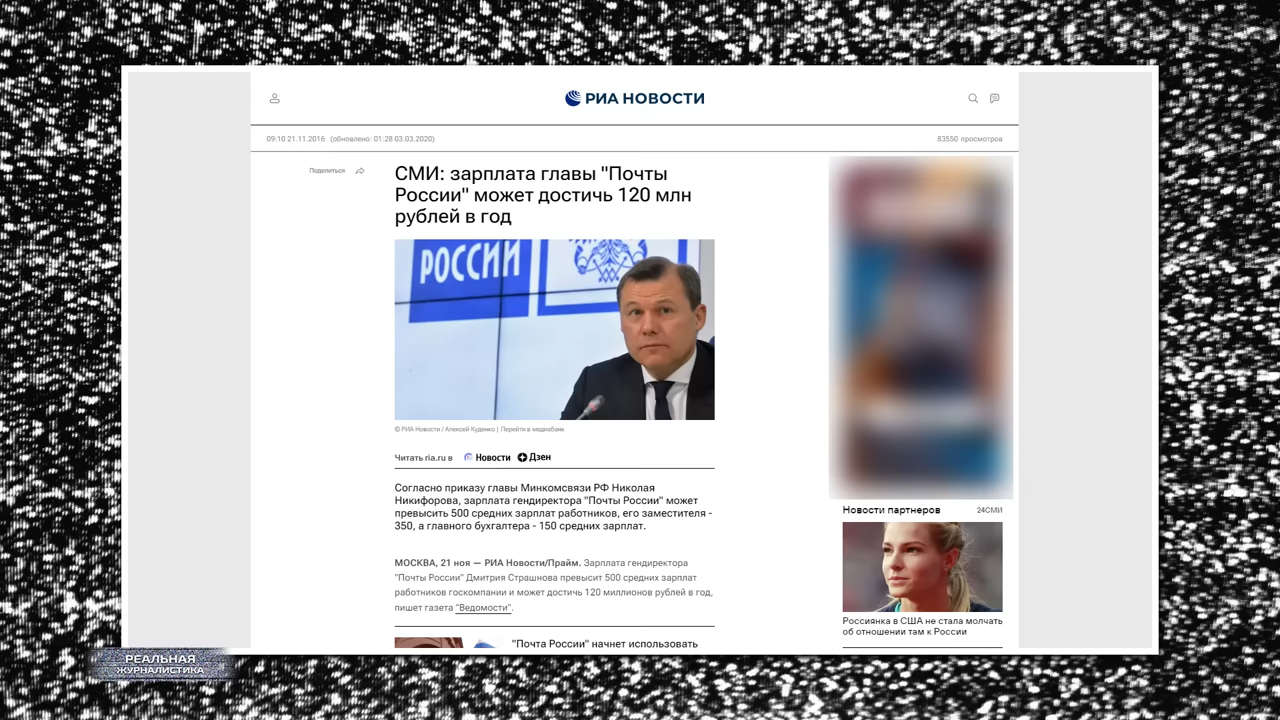 РИА НОВОСТИ
09:10 21.11.2016 (обновлено: 01:28 03.03.2020)
83550 просмотров
Поделиться
СМИ: зарплата главы "Почты
России" может достичь 120 млн
рублей в год
РОССИИ
© РИА Новости / Алексей Куденко | Перейти в медиабанк
Читать ria.ru в Новости Дзен
Согласно приказу главы Минкомсвязи РФ Николая
Никифорова, зарплата гендиректора "Почты России" может
превысить 500 средних зарплат работников, его заместителя -
350, а главного бухгалтера - 150 средних зарплат.
МОСКВА, 21 ноя — РИА Новости/Прайм. Зарплата гендиректора
"Почты России" Дмитрия Страшнова превысит 500 средних зарплат
работников госкомпании и может достичь 120 миллионов рублей в год,
пишет газета "Ведомости".
"Почта России" начнет использовать
Новости партнеров
24СМИ
Россиянка в США не стала молчать
об отношении там к России
РЕАЛЬНАЯ
ЖУРНАЛИСТИКА